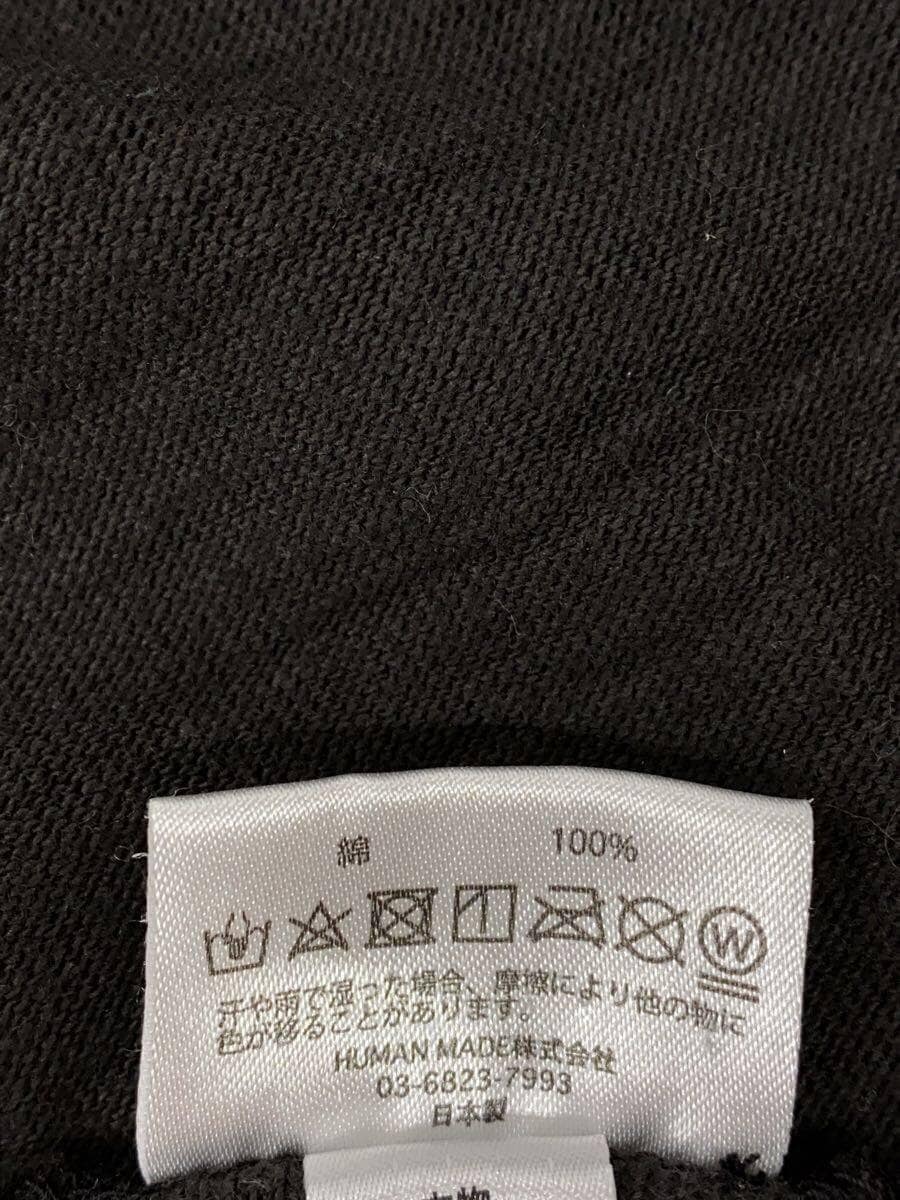 綿 100%
汗や雨で湿った場合、摩擦により他の物に
色が移ることがあります。
HUMAN MADE株式会社
03-6823-7993
日本製